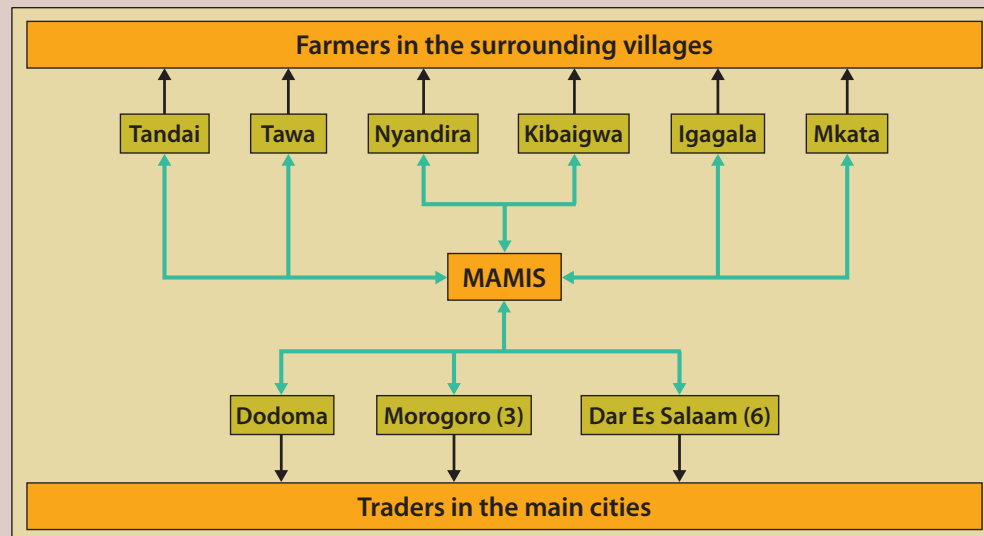 Farmers in the surrounding villages
Tandai
Tawa
Nyandira
Kibaigwa
Igagala
Mkata
MAMIS
Dodoma
Morogoro (3)
Dar Es Salaam (6)
Traders in the main cities